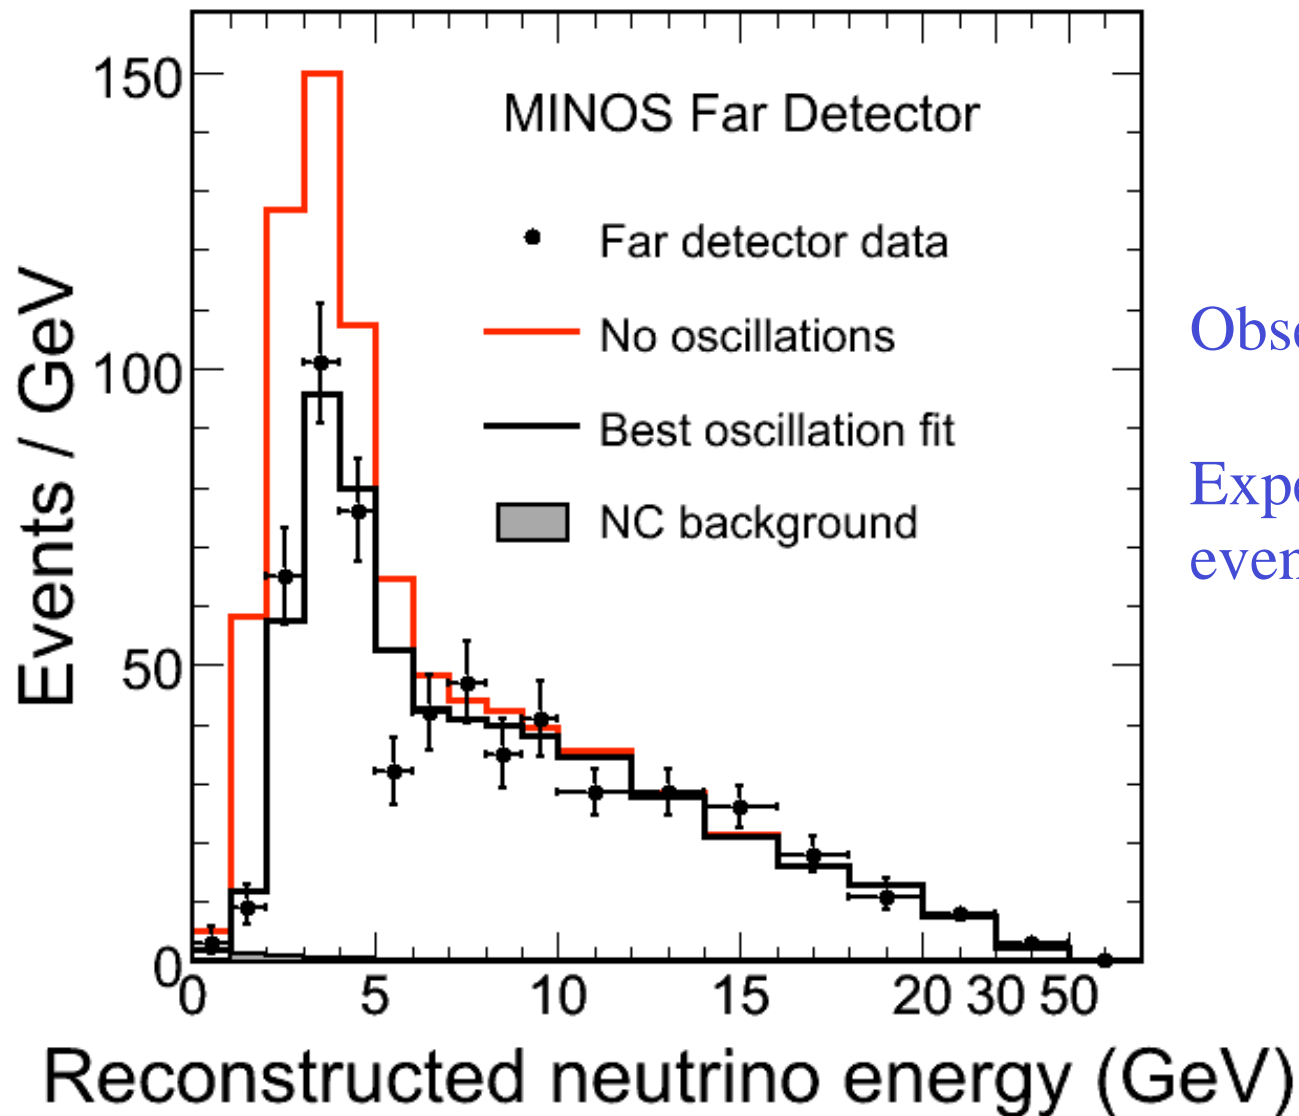 150
100
50
0
Events / GeV
MINOS Far Detector
Far detector data
No oscillations
Best oscillation fit
NC background
0 5 10 15 20 30 50
Reconstructed neutrino energy (GeV)